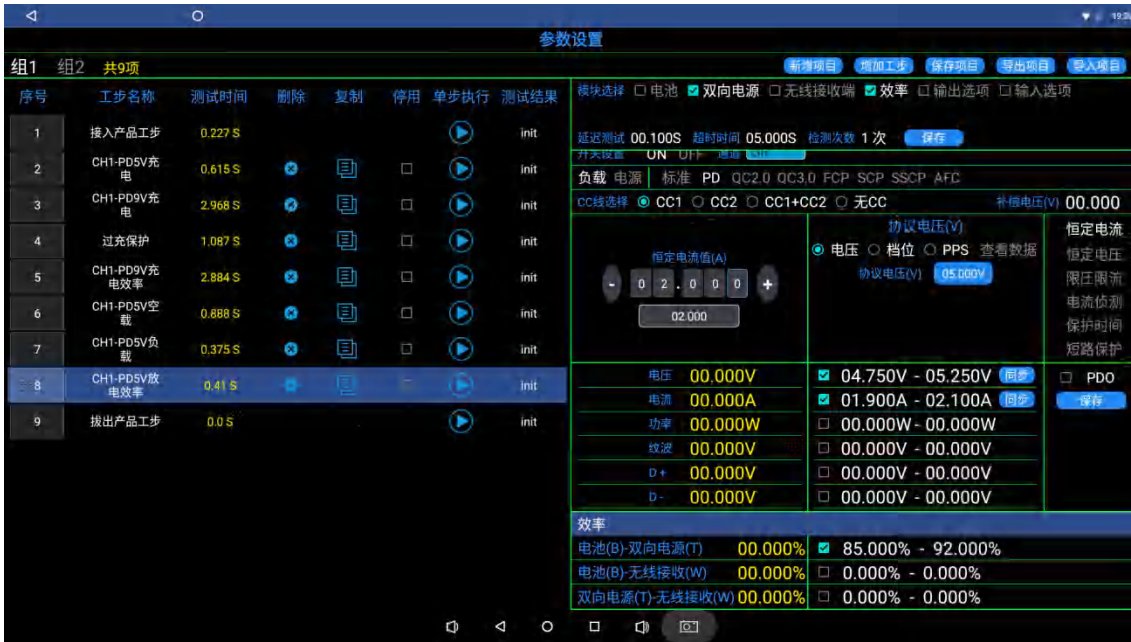 参数设置
组1 组2 共9项 新增项目 增加工步 保存项目 导出项目 导入项目
序号 工步名称 测试时间 删除 复制 停用 单步执行 测试结果
1 接入产品工步 0.227 S init
2 CH1-PD5V充电 0.615 S init
3 CH1-PD9V充电 2.968 S init
4 过充保护 1.087 S init
5 CH1-PD9V充电效率 2.884 S init
6 CH1-PD5V空载 0.688 S init
7 CH1-PD5V负载 0.375 S init
8 CH1-PD5V放电效率 0.41 S init
9 拔出产品工步 0.0 S init
模块选择 电池 双向电源 无线接收端 效率 输出选项 输入选项
延迟测试 00.100S 超时时间 05.000S 检测次数 1 次 保存
开关设置 ON OFF 通道
负载 电源 标准 PD QC2.0 QC3.0 FCP SCP SSCP AFC
CC线选择 CC1 CC2 CC1+CC2 无CC 补偿电压(V) 00.000
恒定电流值(A)
- 0 2 . 0 0 0 +
02.000
协议电压(V)
电压 档位 PPS 查看数据
协议电压(V) 05.000V
恒定电流
恒定电压
限压限流
电流侦测
保护时间
短路保护
电压 00.000V 04.750V - 05.250V 同步 PDO
电流 00.000A 01.900A - 02.100A 同步 保存
功率 00.000W 00.000W - 00.000W
纹波 00.000V 00.000V - 00.000V
D+ 00.000V 00.000V - 00.000V
D- 00.000V 00.000V - 00.000V
效率
电池(B)-双向电源(T) 00.000% 85.000% - 92.000%
电池(B)-无线接收(W) 00.000% 0.000% - 0.000%
双向电源(T)-无线接收(W) 00.000% 0.000% - 0.000%